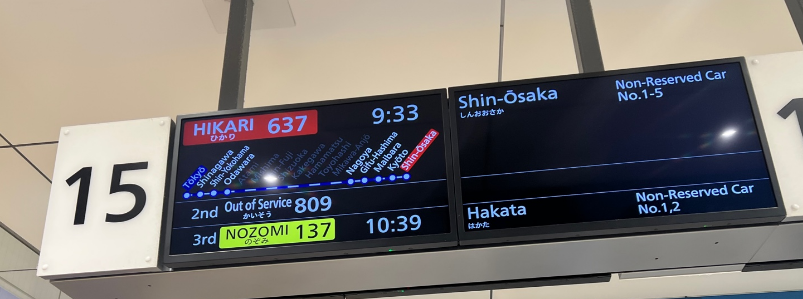 15
HIKARI 637 9:33
ひかり
Tōkyō
Shinagawa
Shin-Yokohama
Odawara
Nagoya
Gifu-Hashima
Maibara
Kyōto
Shin-Ōsaka
2nd Out of Service 809
かいそう
3rd NOZOMI 137 10:39
のぞみ
Shin-Ōsaka Non-Reserved Car
しんおおさか No.1-5
Hakata Non-Reserved Car
はかた No.1,2
1